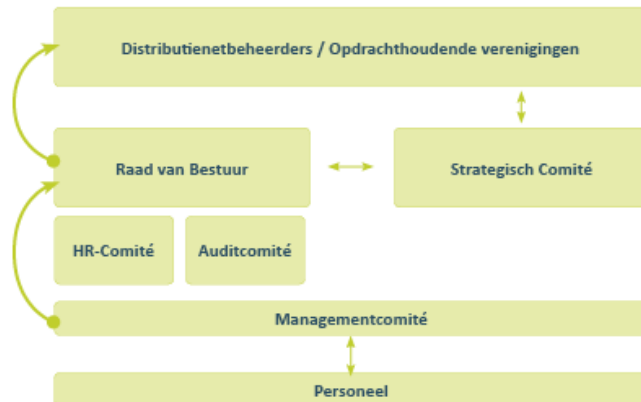 Distributienetbeheerders / Opdrachthoudende verenigingen
Raad van Bestuur
Strategisch Comité
HR-Comité
Auditcomité
Managementcomité
Personeel